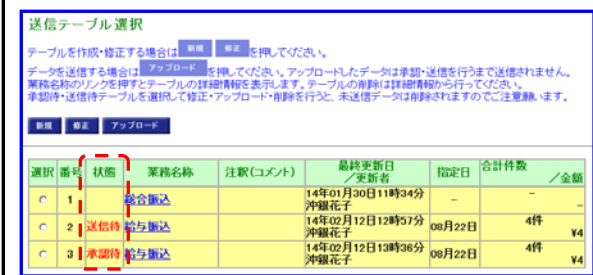 送信テーブル選択
テーブルを作成・修正する場合は 新規 修正 を押してください。
データを送信する場合は アップロード を押してください。アップロードしたデータは承認・送信を行うまで送信されません。
業務名称のリンクを押すとテーブルの詳細情報を表示します。テーブルの削除は詳細情報から行ってください。
承認待・送信待テーブルを選択して修正・アップロード・削除を行うと、未送信データは削除されますのでご注意願います。
新規 修正 アップロード
選択 番号 状態 業務名称 注釈(コメント) 最終更新日／更新者 指定日 合計件数／金額
1 総合振込 14年01月30日11時34分 － －
沖銀花子 －
2 送信待 給与振込 14年02月12日12時57分 08月22日 4件
沖銀花子 ¥4
3 承認待 給与振込 14年02月12日13時36分 08月22日 4件
沖銀花子 ¥4